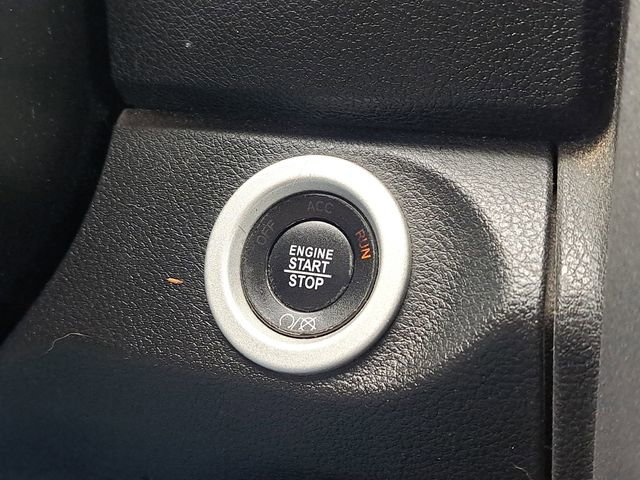 OFF
ACC
RUN
ENGINE
START
STOP